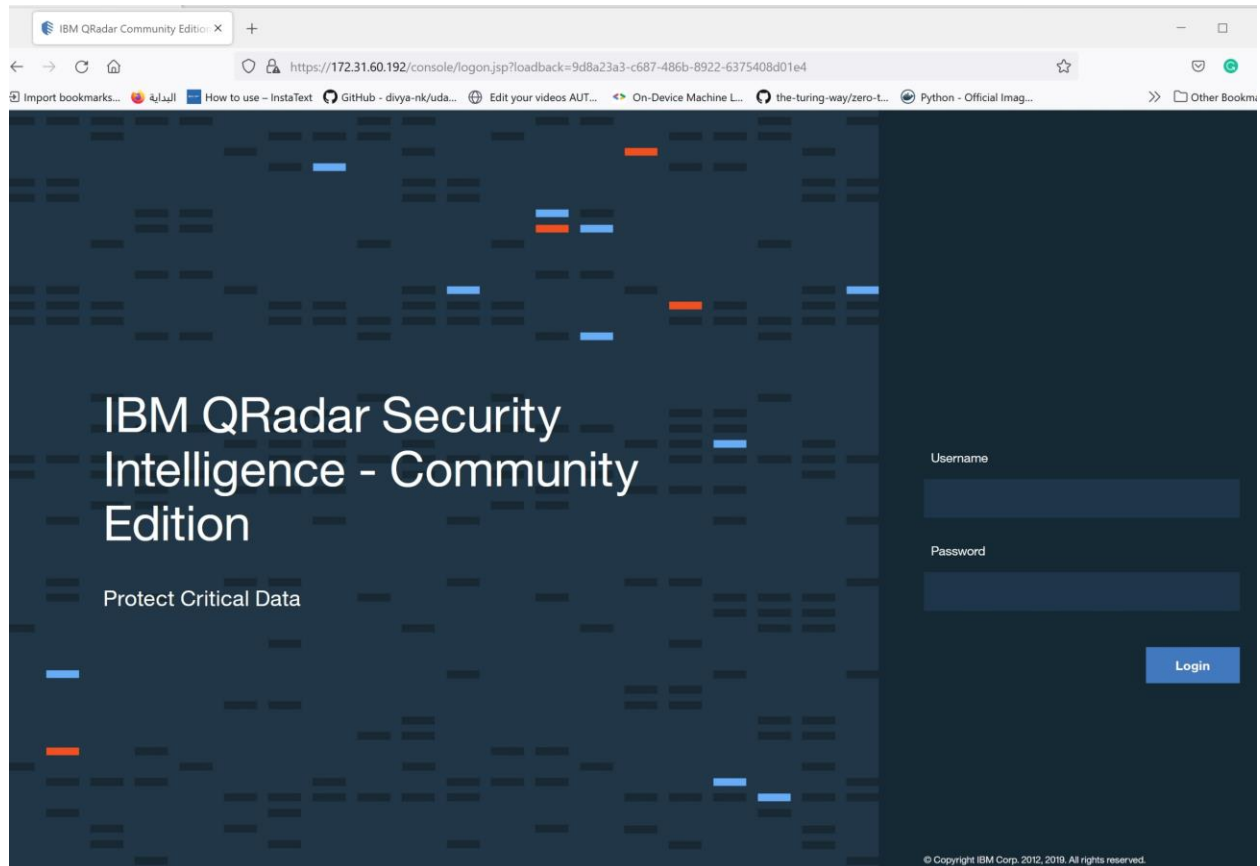 IBM QRadar Community Edition
https://172.31.60.192/console/logon.jsp?loadback=9d8a23a3-c687-486b-8922-6375408d01e4
Import bookmarks... البداية How to use – InstaText GitHub - divya-nk/uda... Edit your videos AUT... On-Device Machine L... the-turing-way/zero-t... Python - Official Imag... Other Bookma
IBM QRadar Security
Intelligence - Community
Edition
Protect Critical Data
Username
Password
Login
© Copyright IBM Corp. 2012, 2019. All rights reserved.